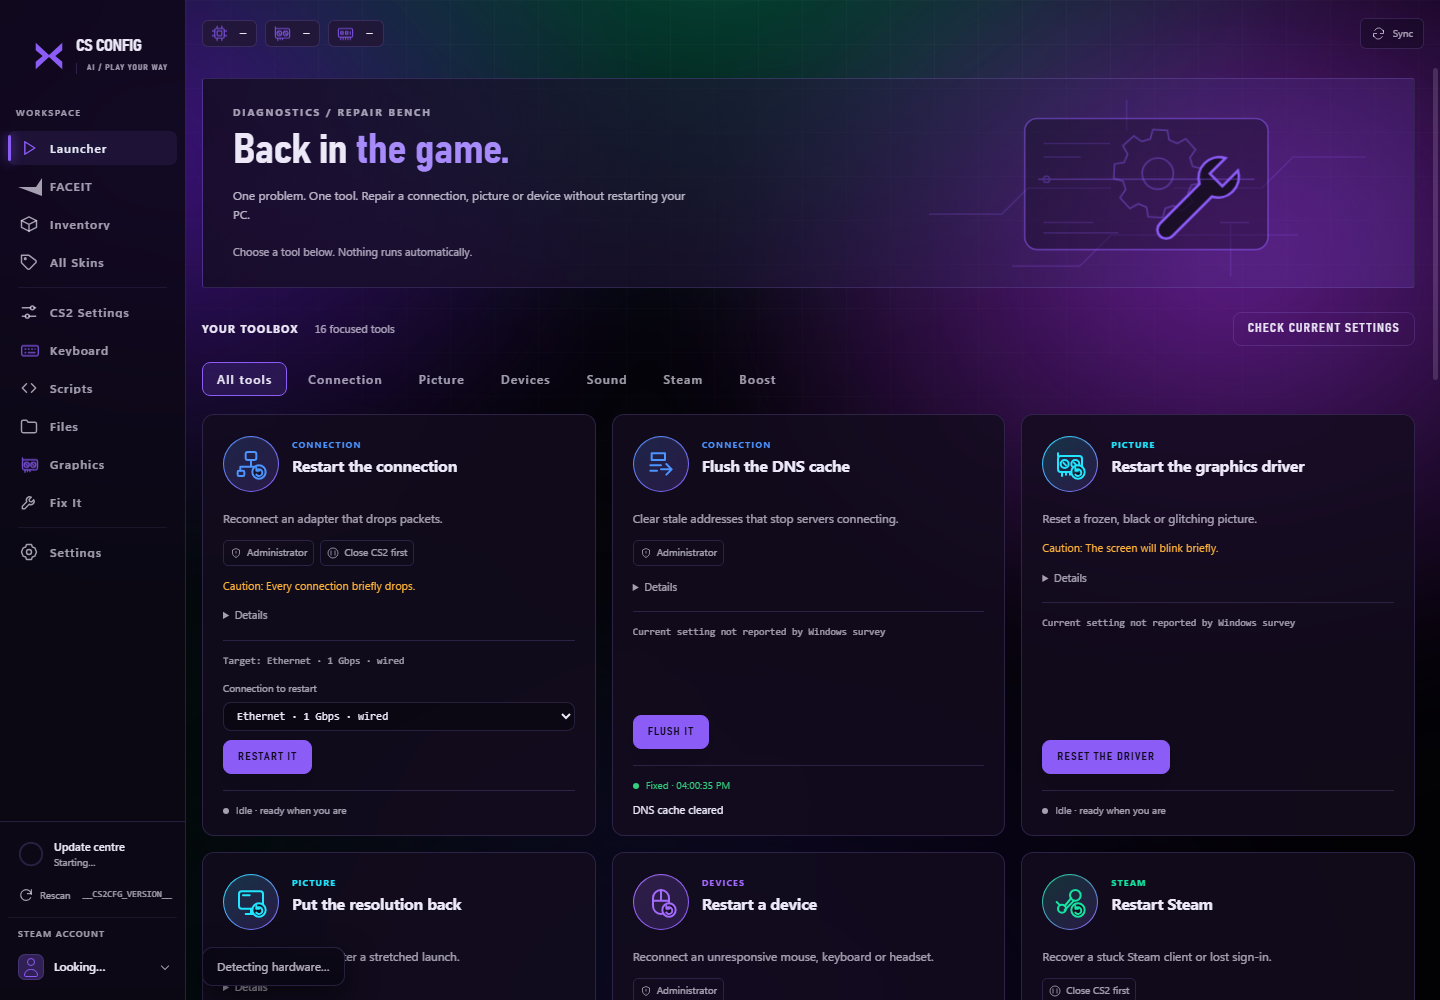 CS CONFIG
AI / PLAY YOUR WAY
WORKSPACE
Launcher
FACEIT
Inventory
All Skins
CS2 Settings
Keyboard
Scripts
Files
Graphics
Fix It
Settings
Update centre
Starting...
Rescan
__CS2CFG_VERSION__
STEAM ACCOUNT
Looking...
–
–
–
Sync
DIAGNOSTICS / REPAIR BENCH
Back in the game.
One problem. One tool. Repair a connection, picture or device without restarting your
PC.
Choose a tool below. Nothing runs automatically.
YOUR TOOLBOX 16 focused tools
CHECK CURRENT SETTINGS
All tools Connection Picture Devices Sound Steam Boost
CONNECTION
Restart the connection
Reconnect an adapter that drops packets.
Administrator Close CS2 first
Caution: Every connection briefly drops.
Details
Target: Ethernet · 1 Gbps · wired
Connection to restart
Ethernet · 1 Gbps · wired
RESTART IT
Idle · ready when you are
CONNECTION
Flush the DNS cache
Clear stale addresses that stop servers connecting.
Administrator
Details
Current setting not reported by Windows survey
FLUSH IT
Fixed · 04:00:35 PM
DNS cache cleared
PICTURE
Restart the graphics driver
Reset a frozen, black or glitching picture.
Caution: The screen will blink briefly.
Details
Current setting not reported by Windows survey
RESET THE DRIVER
Idle · ready when you are
PICTURE
Put the resolution back
a stretched launch.
Details
Detecting hardware...
DEVICES
Restart a device
Reconnect an unresponsive mouse, keyboard or headset.
Administrator
STEAM
Restart Steam
Recover a stuck Steam client or lost sign-in.
Close CS2 first